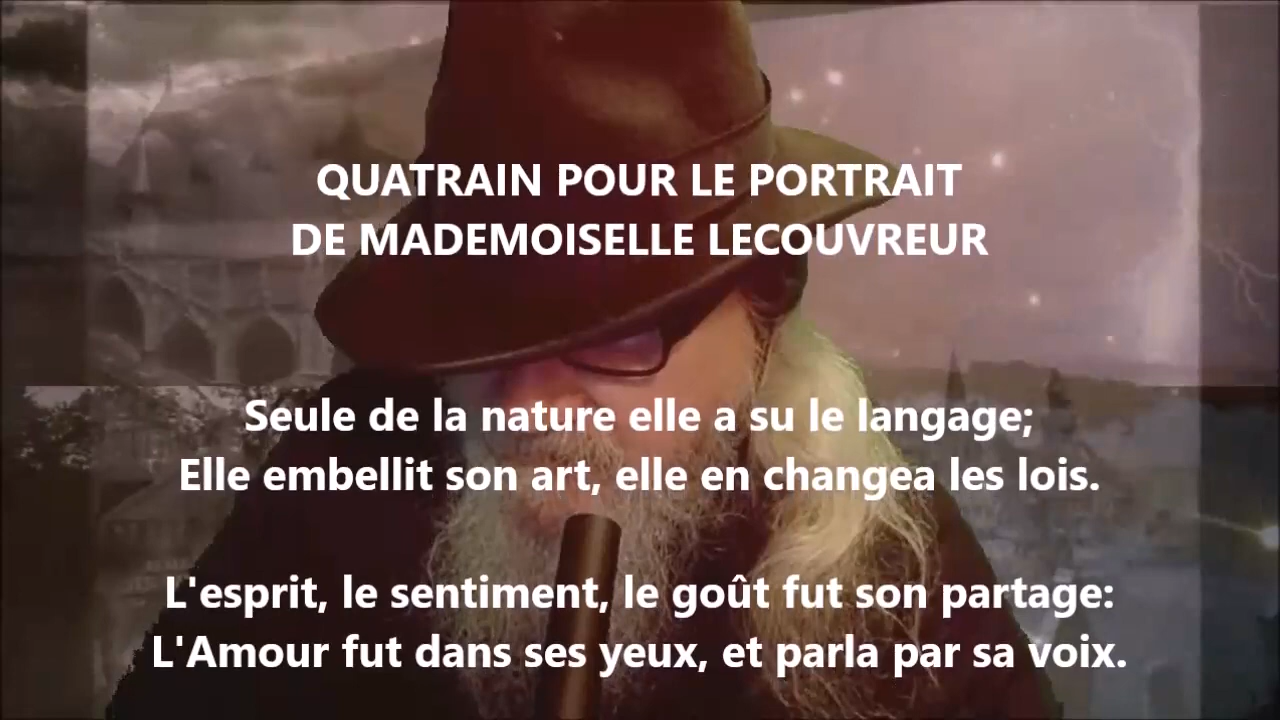 QUATRAIN POUR LE PORTRAIT
DE MADEMOISELLE LECOUVREUR
Seule de la nature elle a su le langage;
Elle embellit son art, elle en changea les lois.
L'esprit, le sentiment, le goût fut son partage:
L'Amour fut dans ses yeux, et parla par sa voix.